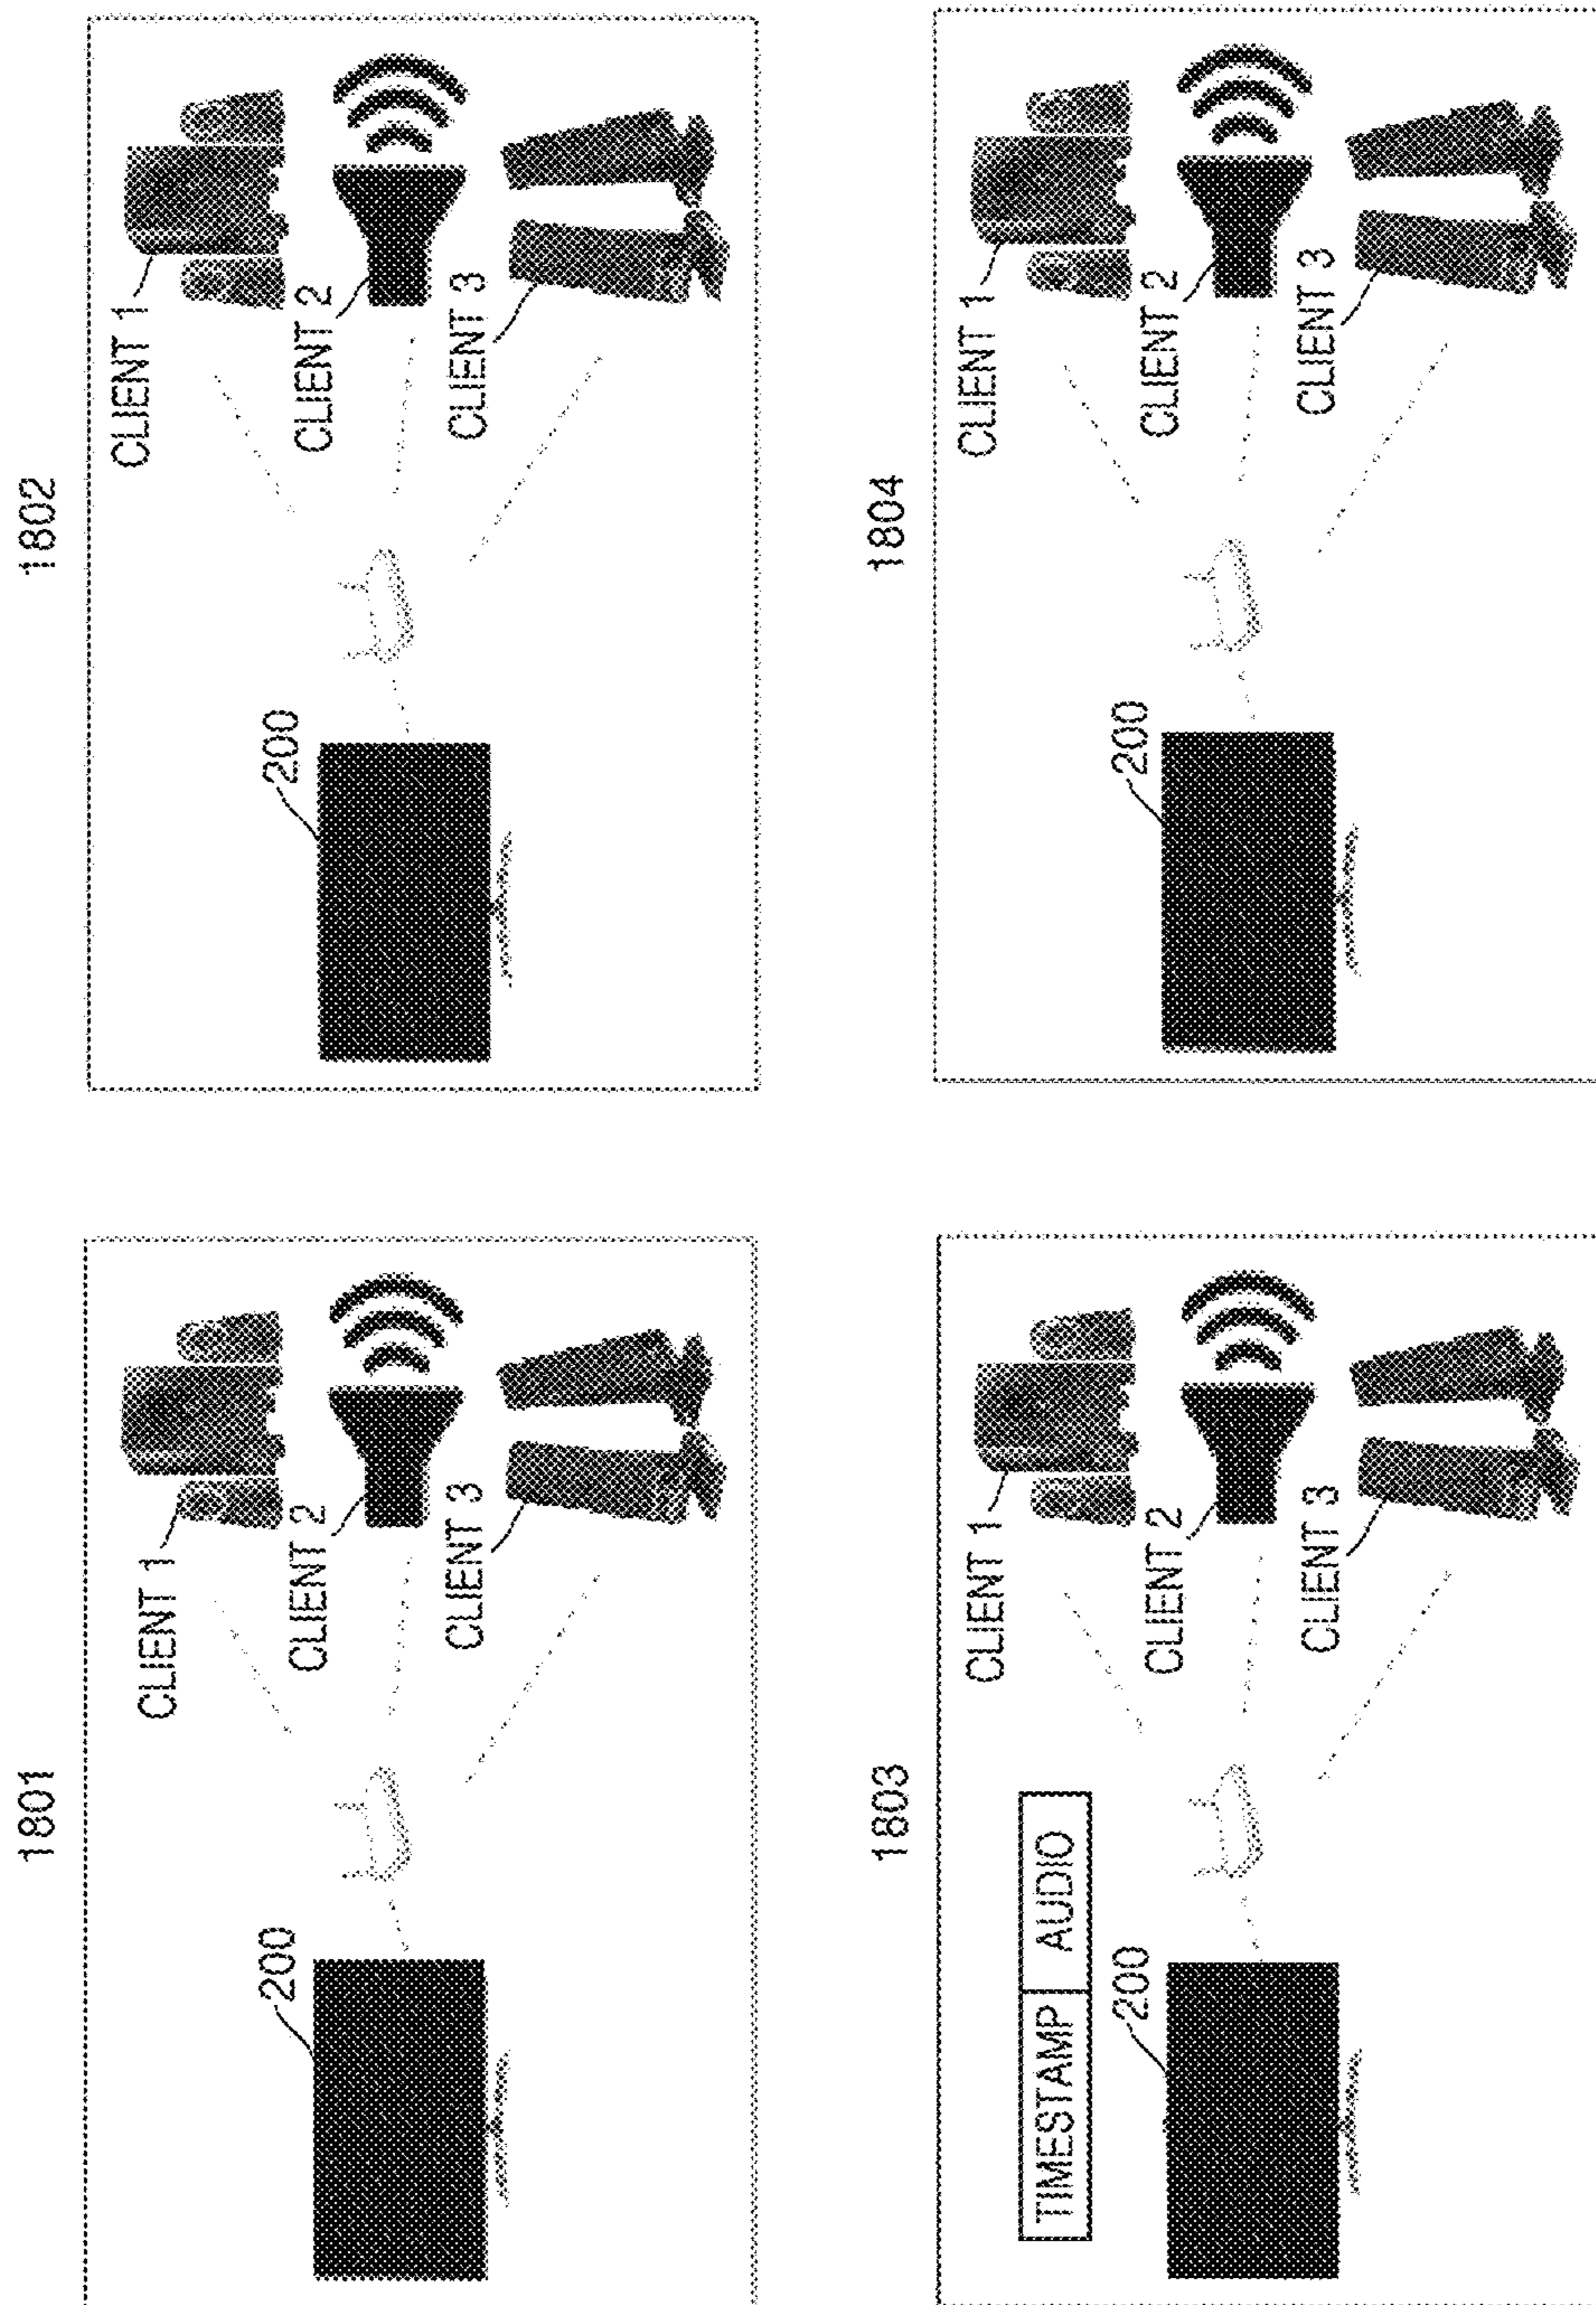 1801
CLIENT 1
200
CLIENT 2
CLIENT 3
1802
CLIENT 1
200
CLIENT 2
CLIENT 3
1803
TIMESTAMP AUDIO
CLIENT 1
200
CLIENT 2
CLIENT 3
1804
CLIENT 1
200
CLIENT 2
CLIENT 3